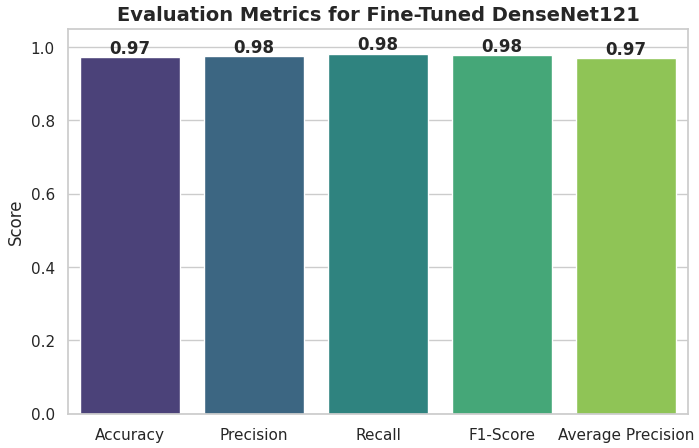 Evaluation Metrics for Fine-Tuned DenseNet121
1.0
0.8
0.6
0.4
0.2
0.0
Score
0.97
0.98
0.98
0.98
0.97
Accuracy
Precision
Recall
F1-Score
Average Precision